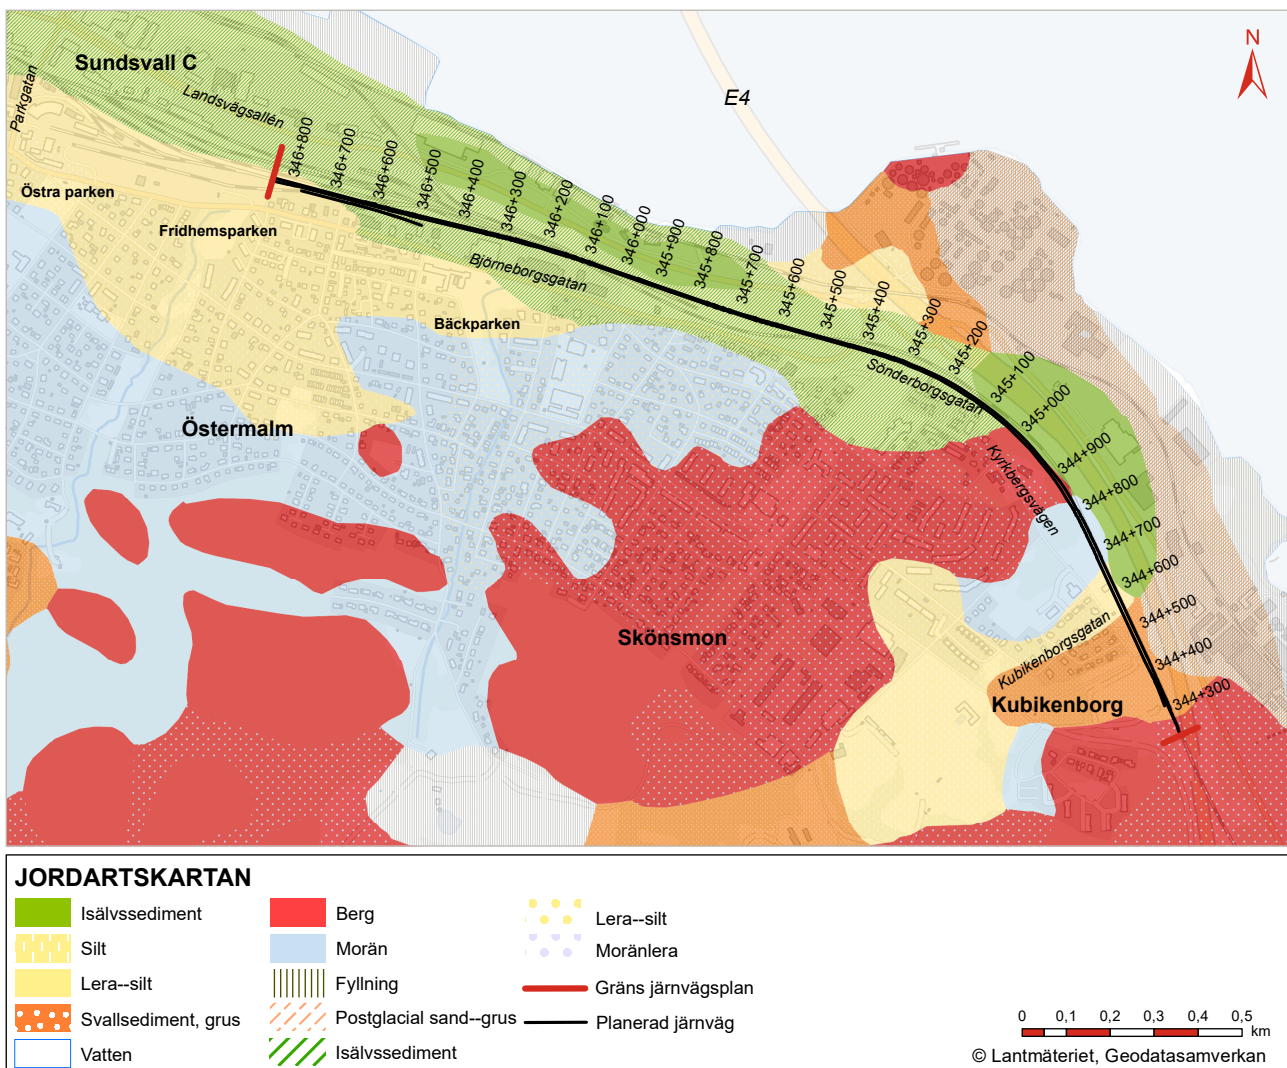 Sundsvall C
Parkgatan
Landsvägsallén
E4
N
Östra parken
Fridhemsparken
Björneborgsgatan
Bäckparken
Östermalm
Sönderborgsgatan
Kyrkbergsvägen
Skönsmon
Kubikenborgsgatan
Kubikenborg
346+800
346+700
346+600
346+500
346+400
346+300
346+200
346+100
346+000
345+900
345+800
345+700
345+600
345+500
345+400
345+300
345+200
345+100
345+000
344+900
344+800
344+700
344+600
344+500
344+400
344+300
JORDARTSKARTAN
Isälvssediment
Silt
Lera--silt
Svallsediment, grus
Vatten
Berg
Morän
Fyllning
Postglacial sand--grus
Isälvssediment
Lera--silt
Moränlera
Gräns järnvägsplan
Planerad järnväg
0 0,1 0,2 0,3 0,4 0,5
km
© Lantmäteriet, Geodatasamverkan